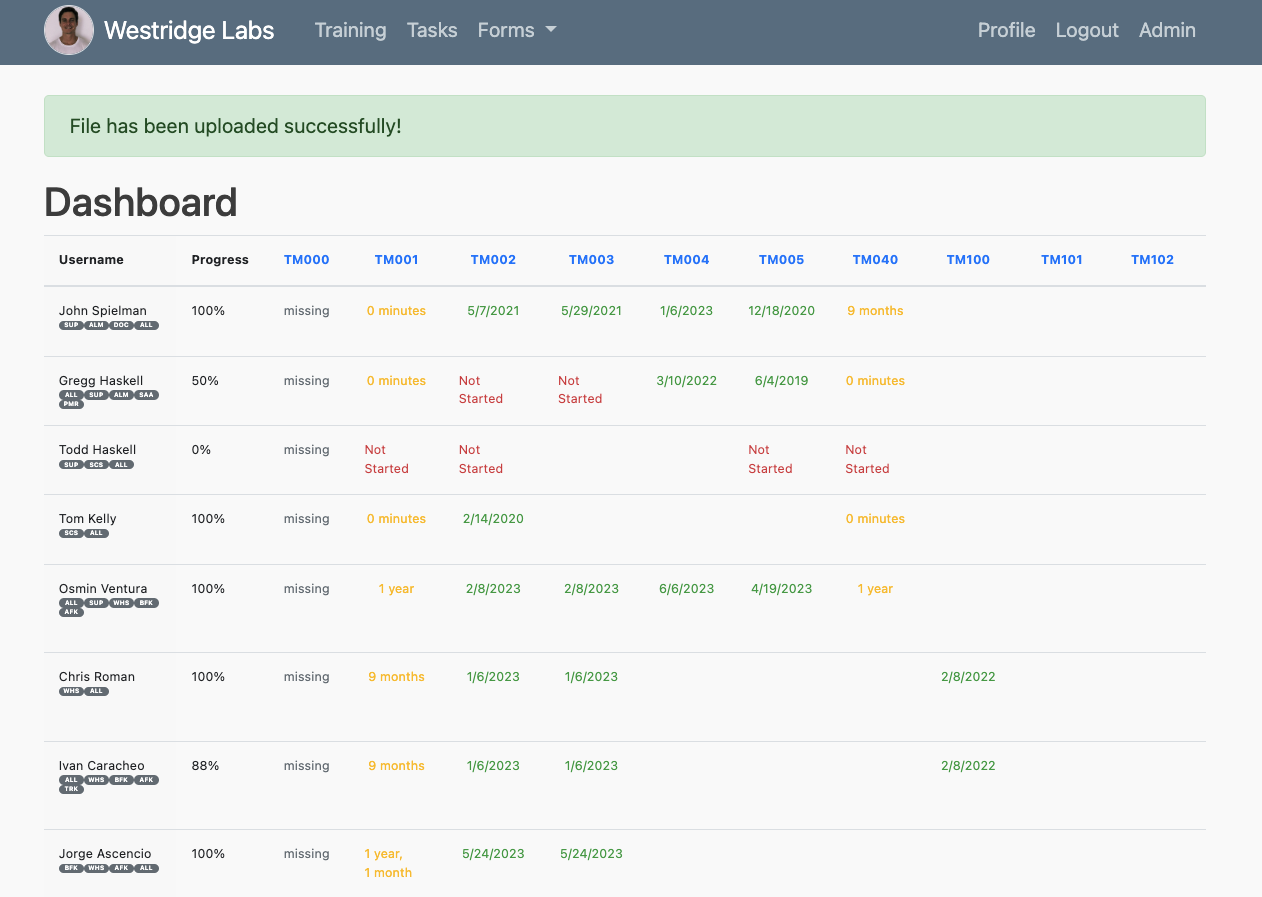 Westridge Labs Training Tasks Forms Profile Logout Admin
File has been uploaded successfully!
Dashboard
Username Progress TM000 TM001 TM002 TM003 TM004 TM005 TM040 TM100 TM101 TM102
John Spielman 100% missing 0 minutes 5/7/2021 5/29/2021 1/6/2023 12/18/2020 9 months
SUP ALM DOC ALL
Gregg Haskell 50% missing 0 minutes Not Started Not Started 3/10/2022 6/4/2019 0 minutes
ALL SUP ALM SAA
PMR
Todd Haskell 0% missing Not Started Not Started Not Started Not Started
SUP SCS ALL
Tom Kelly 100% missing 0 minutes 2/14/2020 0 minutes
SCS ALL
Osmin Ventura 100% missing 1 year 2/8/2023 2/8/2023 6/6/2023 4/19/2023 1 year
ALL SUP WHS BFK
AFK
Chris Roman 100% missing 9 months 1/6/2023 1/6/2023 2/8/2022
WHS ALL
Ivan Caracheo 88% missing 9 months 1/6/2023 1/6/2023 2/8/2022
ALL WHS BFK AFK
TRK
Jorge Ascencio 100% missing 1 year, 1 month 5/24/2023 5/24/2023
BFK WHS AFK ALL